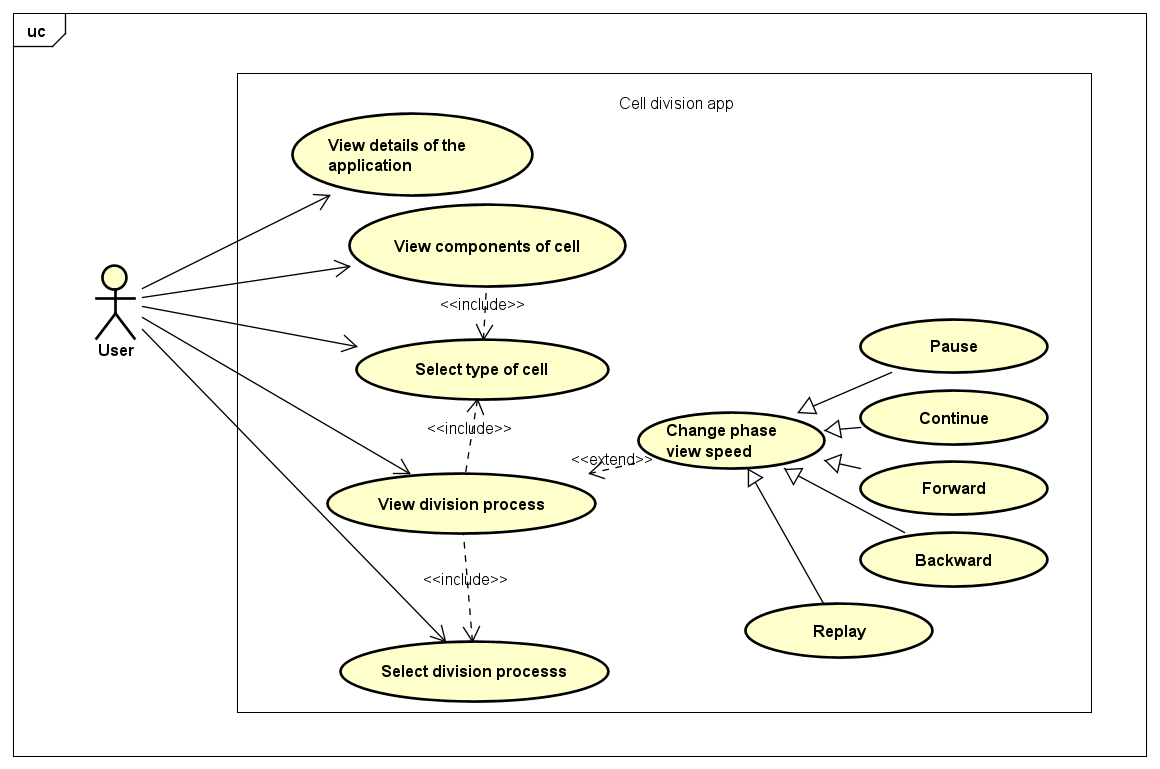 uc
Cell division app
View details of the
application
View components of cell
<<include>>
User
Select type of cell
<<include>>
View division process
<<include>>
Select division processs
<<extend>>
Change phase
view speed
Pause
Continue
Forward
Backward
Replay